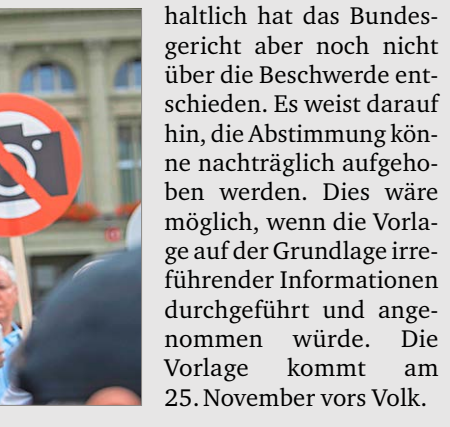 haltlich hat das Bundes-
gericht aber noch nicht
über die Beschwerde ent-
schieden. Es weist darauf
hin, die Abstimmung kön-
ne nachträglich aufgeho-
ben werden. Dies wäre
möglich, wenn die Vorla-
ge auf der Grundlage irre-
führender Informationen
durchgeführt und ange-
nommen würde. Die
Vorlage kommt am
25. November vors Volk.